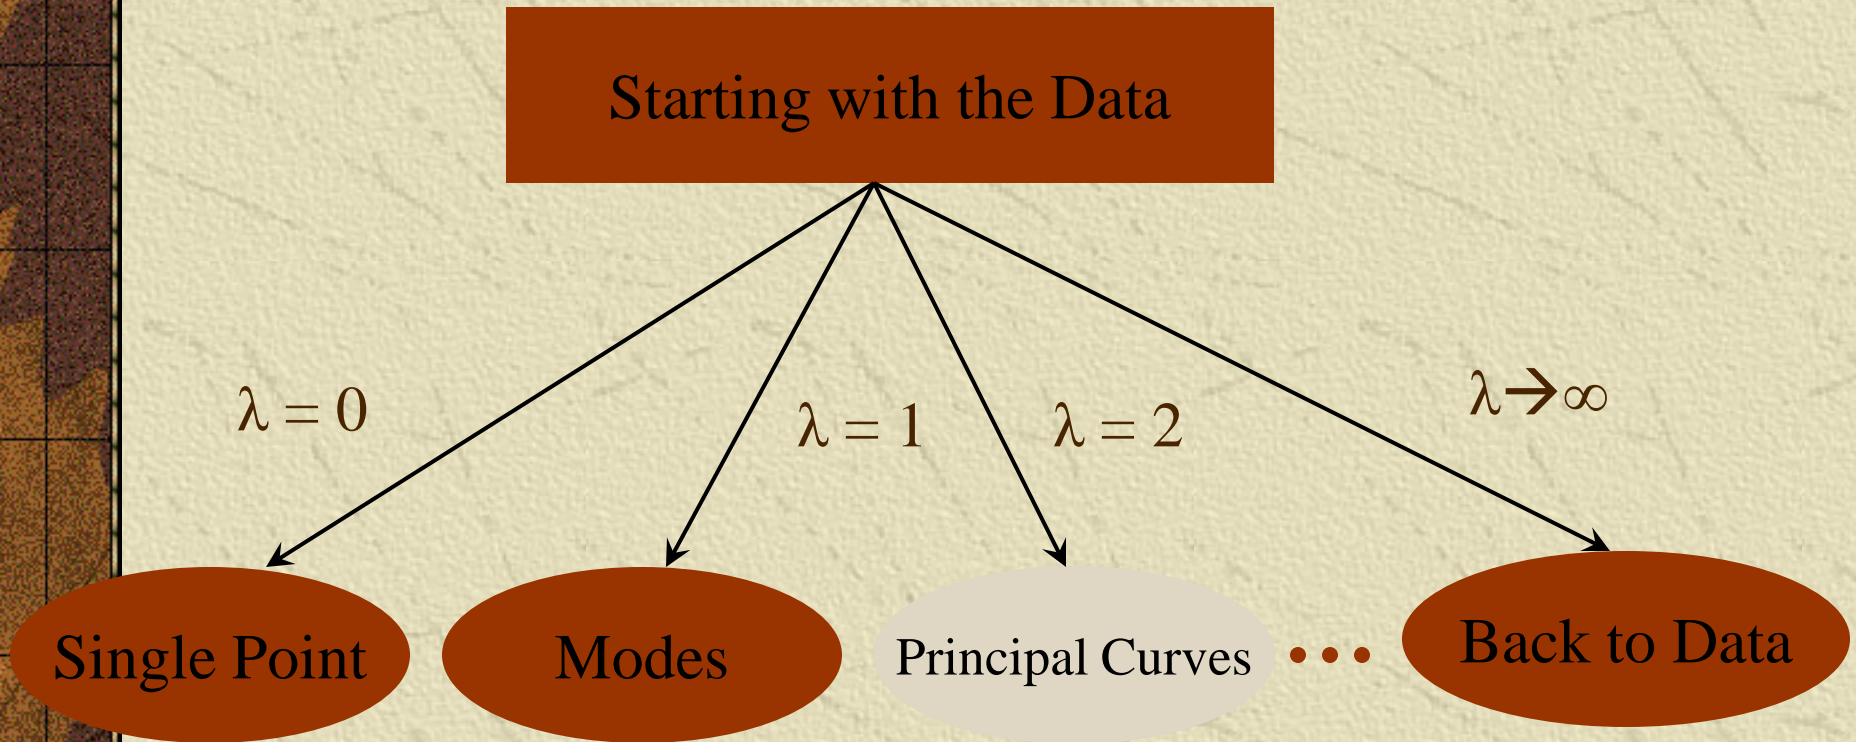 Starting with the Data
λ = 0
λ = 1
λ = 2
λ→∞
Single Point
Modes
Principal Curves
Back to Data